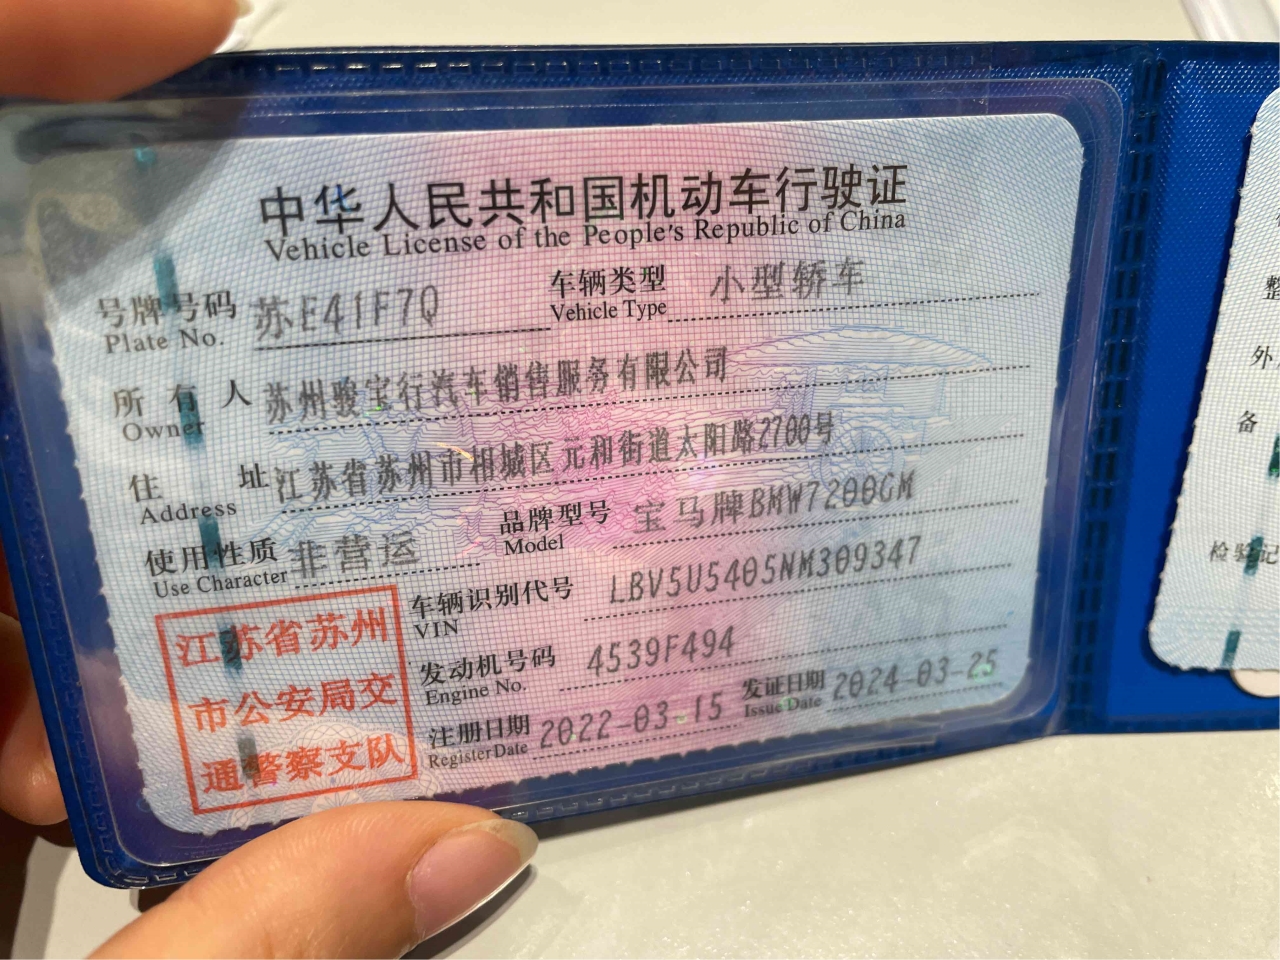 中华人民共和国机动车行驶证
Vehicle License of the People's Republic of China
号牌号码 苏E41F7Q 车辆类型 小型轿车
Plate No. Vehicle Type
所有人 苏州骏宝行汽车销售服务有限公司
Owner
住址 江苏省苏州市相城区元和街道太阳路2700号
Address
使用性质 非营运 品牌型号 宝马牌BMW7200GM
Use Character Model
车辆识别代号 LBV5U5405NM309347
VIN
发动机号码 4539F494
Engine No.
注册日期 2022-03-15 发证日期 2024-03-25
Register Date Issue Date
江苏省苏州
市公安局交
通警察支队
整
外
备
检验记